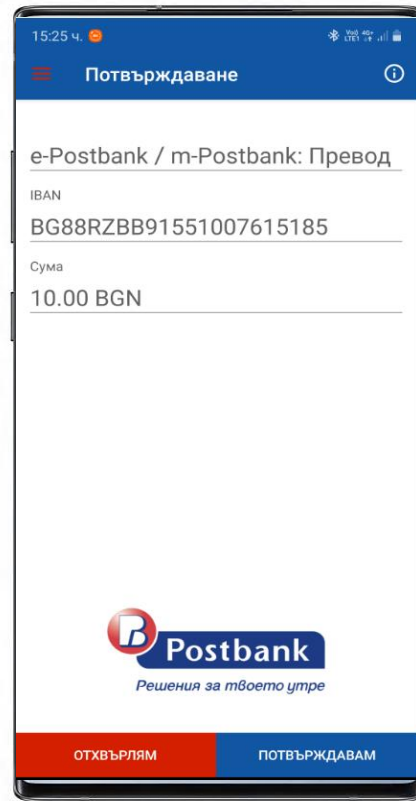 15:25 ч.
Потвърждаване
e-Postbank / m-Postbank: Превод
IBAN
BG88RZBB91551007615185
Сума
10.00 BGN
Postbank
Решения за твоето утре
ОТХВЪРЛЯМ
ПОТВЪРЖДАВАМ